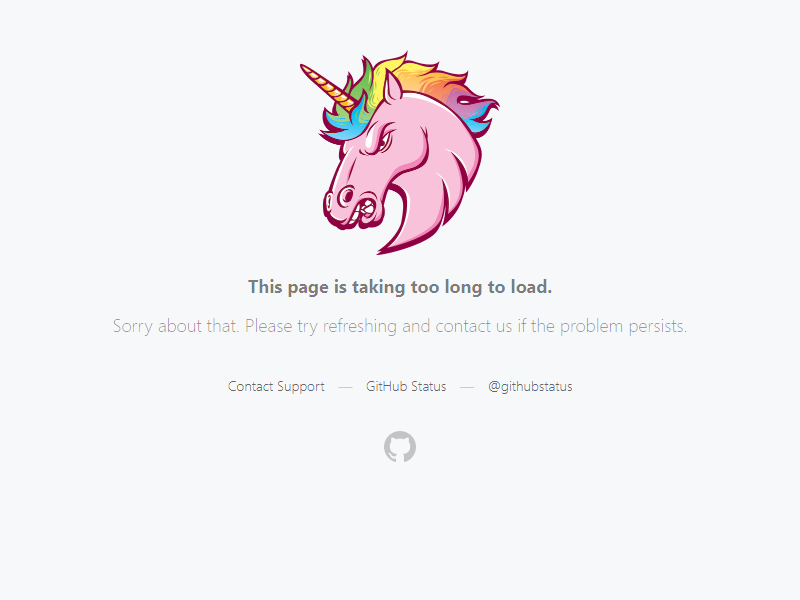 This page is taking too long to load.
Sorry about that. Please try refreshing and contact us if the problem persists.
Contact Support — GitHub Status — @githubstatus